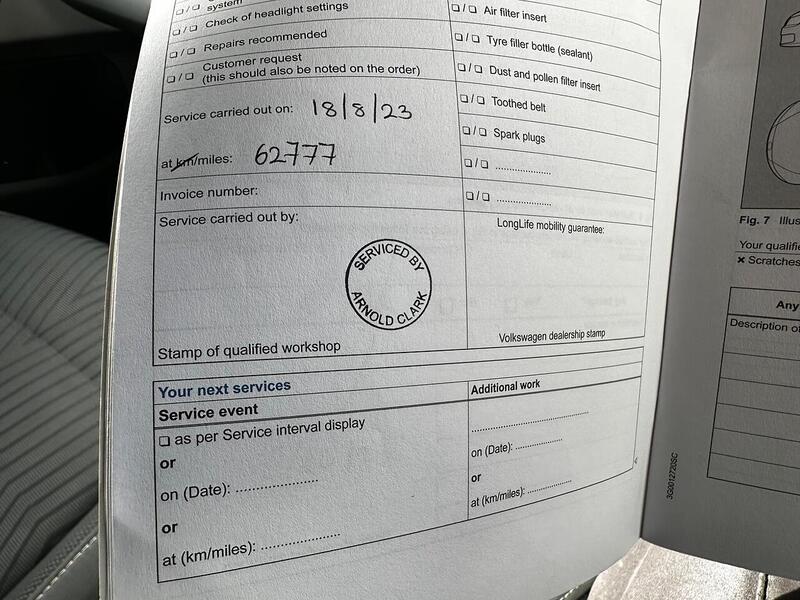 system
☐/☐ Check of headlight settings
☐/☐ Repairs recommended
☐/☐ Customer request
(this should also be noted on the order)
Service carried out on: 18/8/23
at km/miles: 62777
Invoice number:
Service carried out by:
SERVICED BY
ARNOLD CLARK
Stamp of qualified workshop
☐/☐ Air filter insert
☐/☐ Tyre filler bottle (sealant)
☐/☐ Dust and pollen filter insert
☐/☐ Toothed belt
☐/☐ Spark plugs
☐/☐ .....................
☐/☐ .....................
LongLife mobility guarantee:
Volkswagen dealership stamp
Your next services
Service event
☐ as per Service interval display
or
on (Date): ....................
or
at (km/miles): ....................
Additional work
....................................
on (Date): ..............
or
at (km/miles): ..............
3G0012720SC
Fig. 7 Illus
Your qualifie
× Scratches
Any
Description of